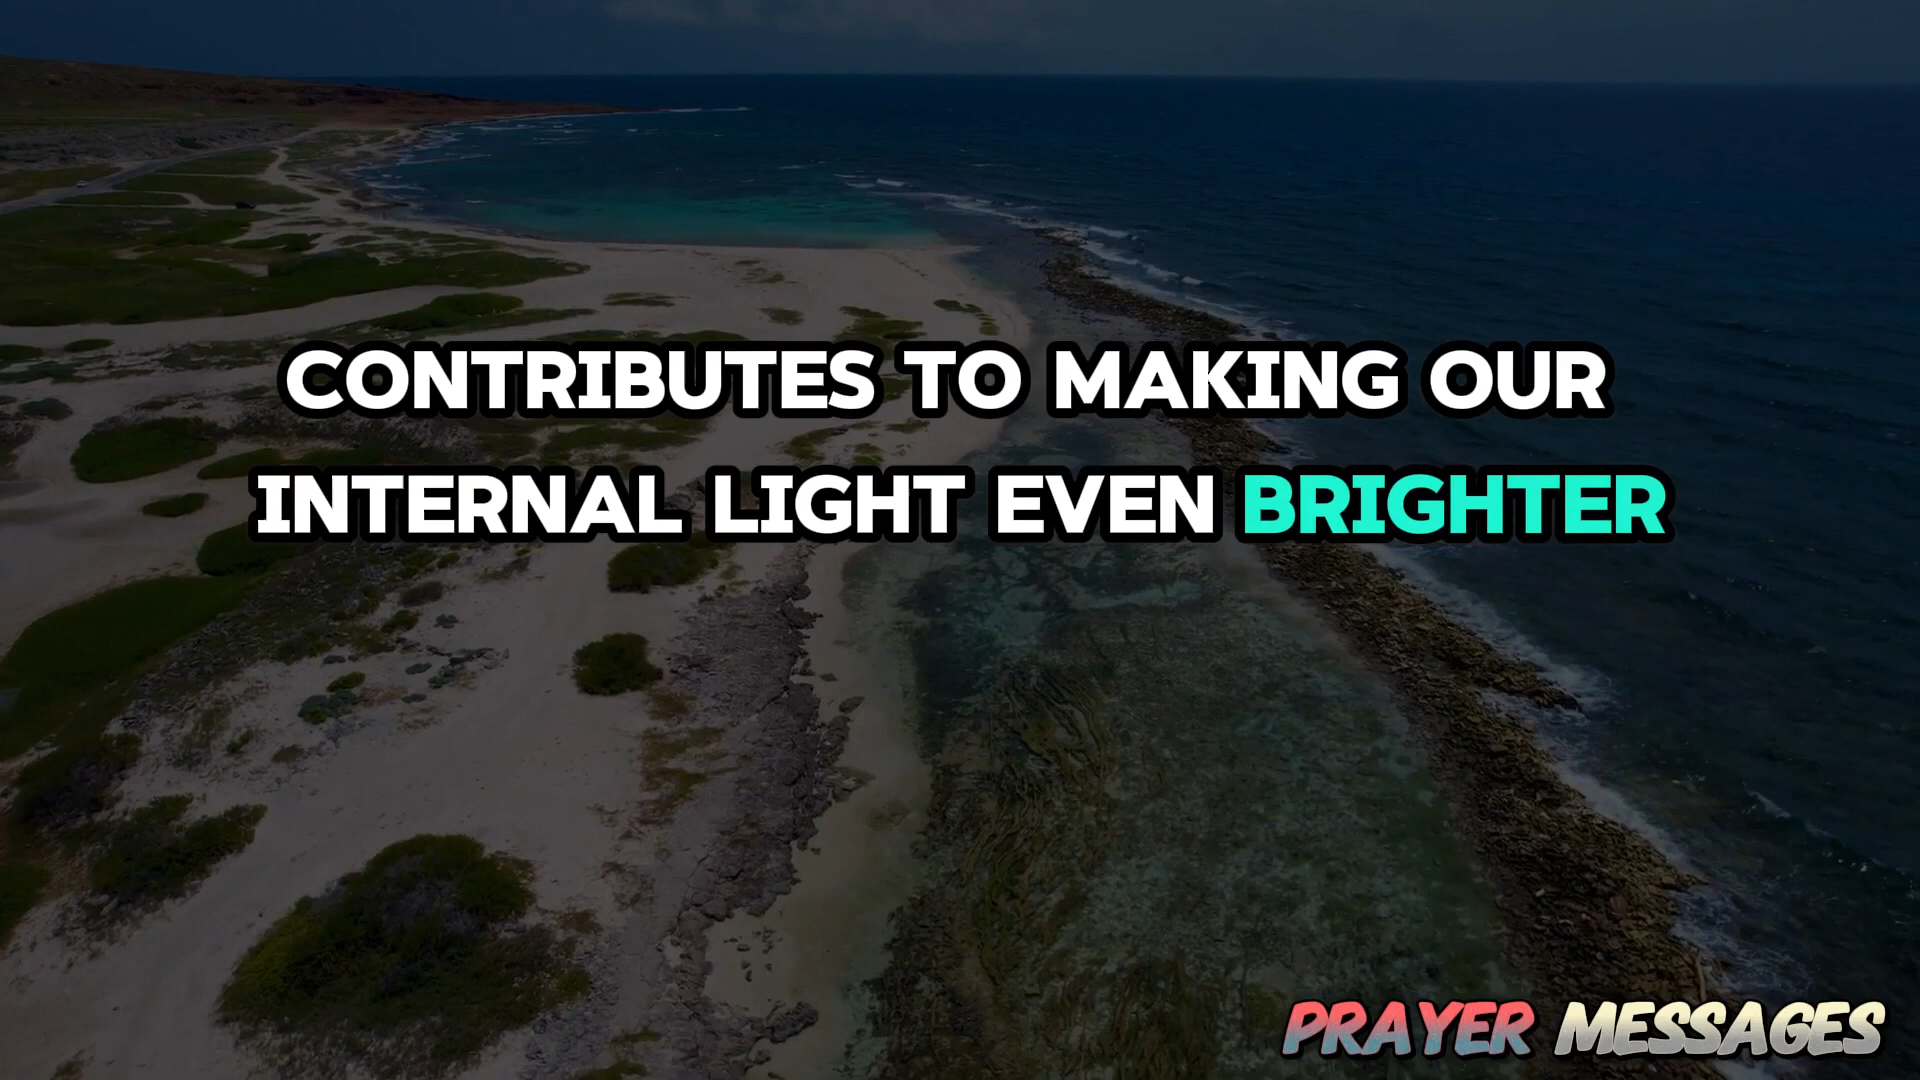 CONTRIBUTES TO MAKING OUR
INTERNAL LIGHT EVEN BRIGHTER
PRAYER MESSAGES